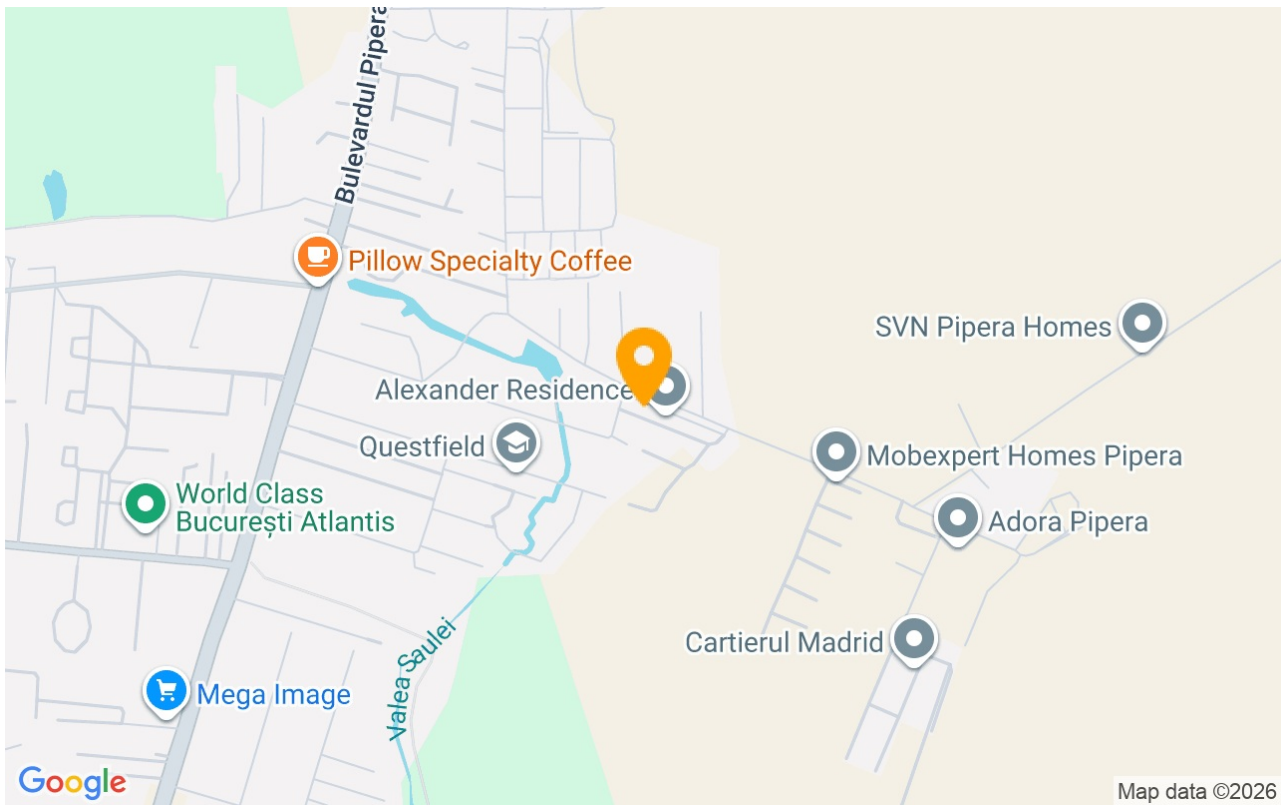 Bulevardul Pipera
Pillow Specialty Coffee
SVN Pipera Homes
Alexander Residence
Questfield
Mobexpert Homes Pipera
World Class
București Atlantis
Adora Pipera
Valea Saulei
Cartierul Madrid
Mega Image
Google
Map data ©2026